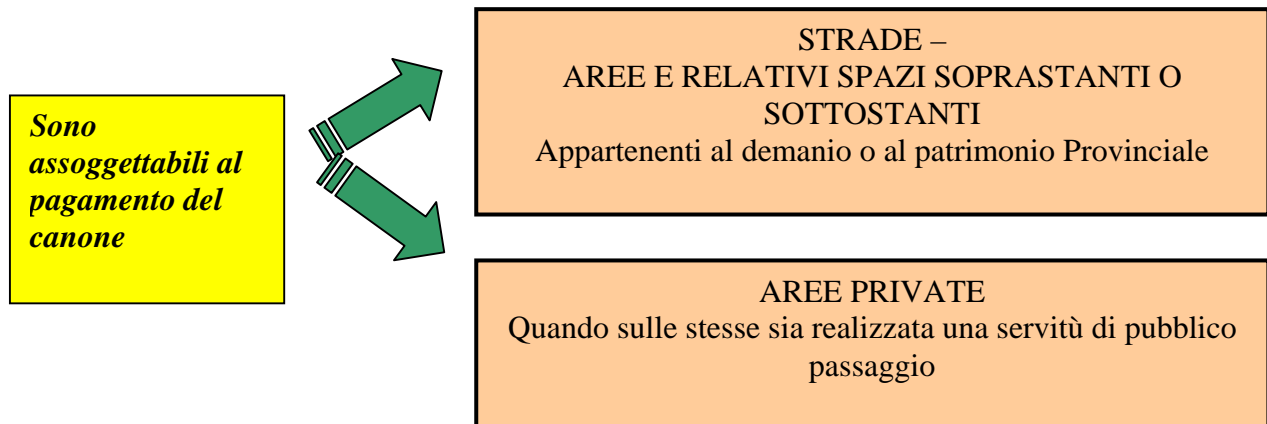 Sono
assoggettabili al
pagamento del
canone
STRADE –
AREE E RELATIVI SPAZI SOPRASTANTI O
SOTTOSTANTI
Appartenenti al demanio o al patrimonio Provinciale
AREE PRIVATE
Quando sulle stesse sia realizzata una servitù di pubblico
passaggio